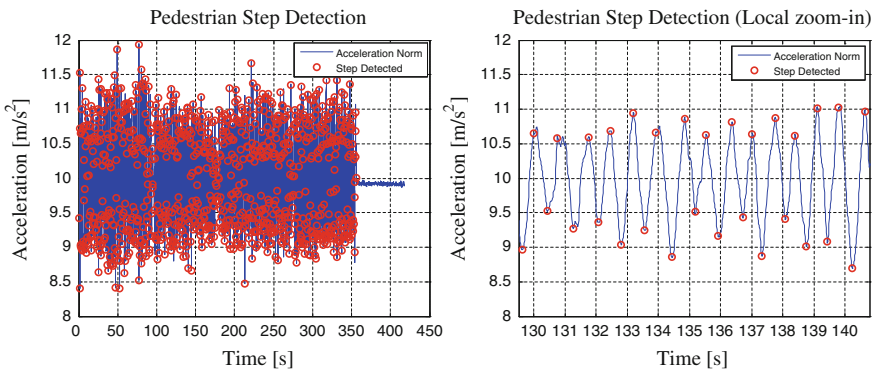 Pedestrian Step Detection
Acceleration Norm
Step Detected
Acceleration [m/s²]
12
11.5
11
10.5
10
9.5
9
8.5
8
0 50 100 150 200 250 300 350 400 450
Time [s]
Pedestrian Step Detection (Local zoom-in)
Acceleration Norm
Step Detected
Acceleration [m/s²]
12
11.5
11
10.5
10
9.5
9
8.5
8
130 131 132 133 134 135 136 137 138 139 140
Time [s]